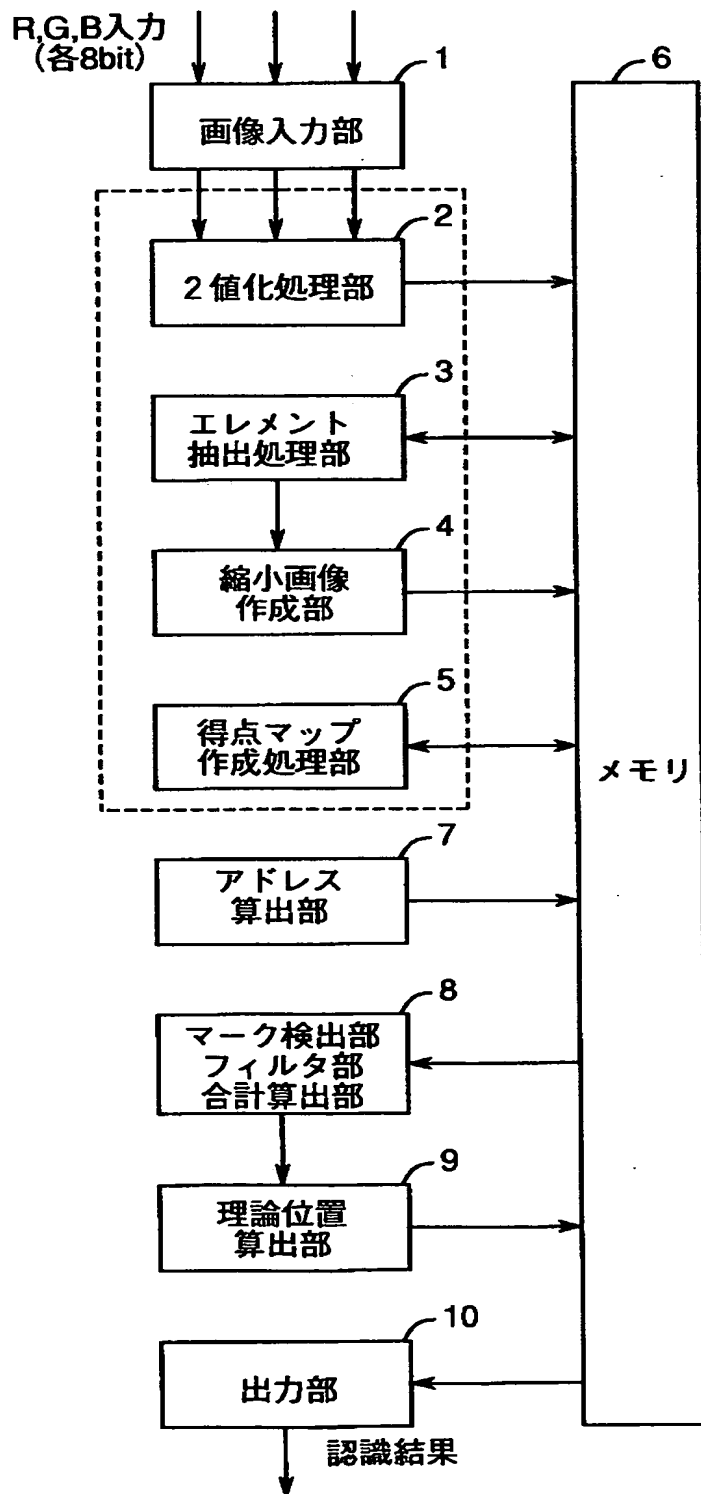 R,G,B入力
(各8bit)
1
画像入力部
2
2値化処理部
3
エレメント
抽出処理部
4
縮小画像
作成部
5
得点マップ
作成処理部
6
メモリ
7
アドレス
算出部
8
マーク検出部
フィルタ部
合計算出部
9
理論位置
算出部
10
出力部
認識結果